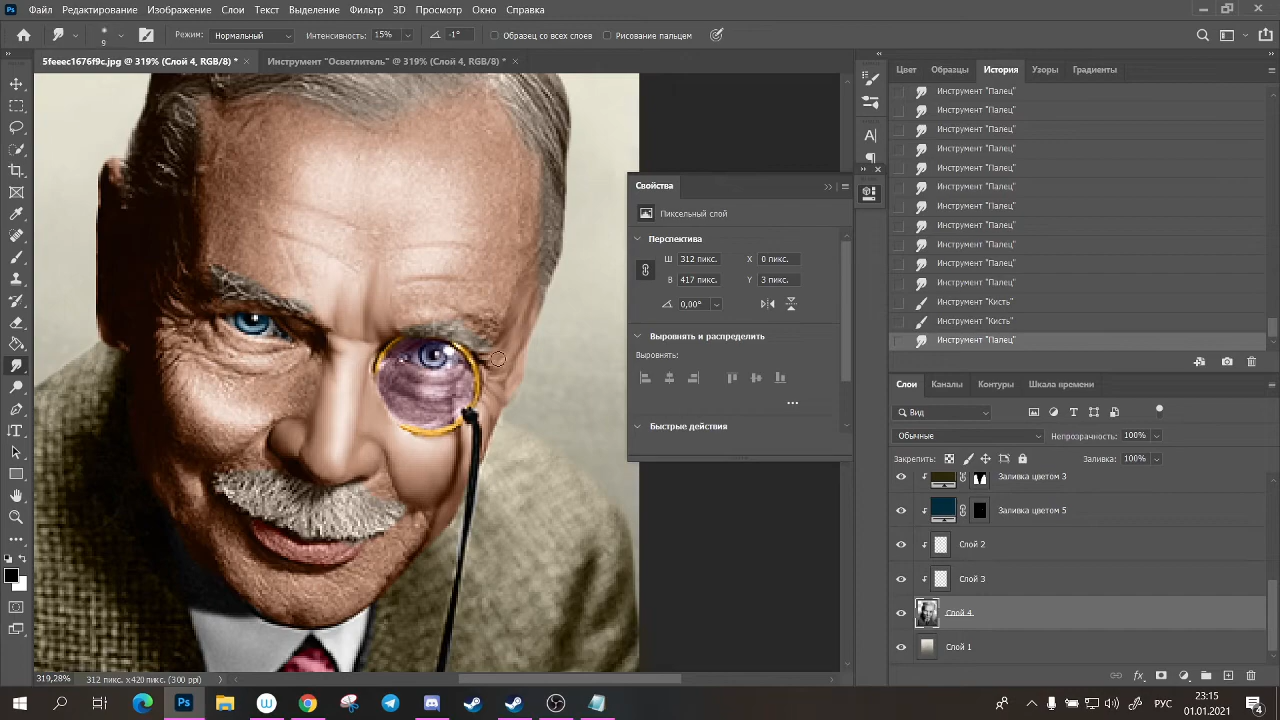 Ps Файл Редактирование Изображение Слои Текст Выделение Фильтр 3D Просмотр Окно Справка
9 Режим: Нормальный Интенсивность: 15% -1° Образец со всех слоев Рисование пальцем
5feeec1676f9c.jpg @ 319% (Слой 4, RGB/8) * × Инструмент "Осветлитель" @ 319% (Слой 4, RGB/8) * ×
Цвет Образцы История Узоры Градиенты
Инструмент "Палец"
Инструмент "Палец"
Инструмент "Палец"
Инструмент "Палец"
Инструмент "Палец"
Инструмент "Палец"
Инструмент "Палец"
Инструмент "Палец"
Инструмент "Палец"
Инструмент "Палец"
Инструмент "Палец"
Инструмент "Кисть"
Инструмент "Кисть"
Инструмент "Палец"
Свойства
Пиксельный слой
Перспектива
Ш 312 пикс. X 0 пикс.
В 417 пикс. Y 3 пикс.
0,00°
Выровнять и распределить
Выровнять:
Быстрые действия
Слои Каналы Контуры Шкала времени
Вид
Обычные Непрозрачность: 100%
Закрепить: Заливка: 100%
Заливка цветом 3
Заливка цветом 5
Слой 2
Слой 3
Слой 4
Слой 1
319,28% 312 пикс. x 420 пикс. (300 ppi)
Ps W РУС 23:15
01.01.2021